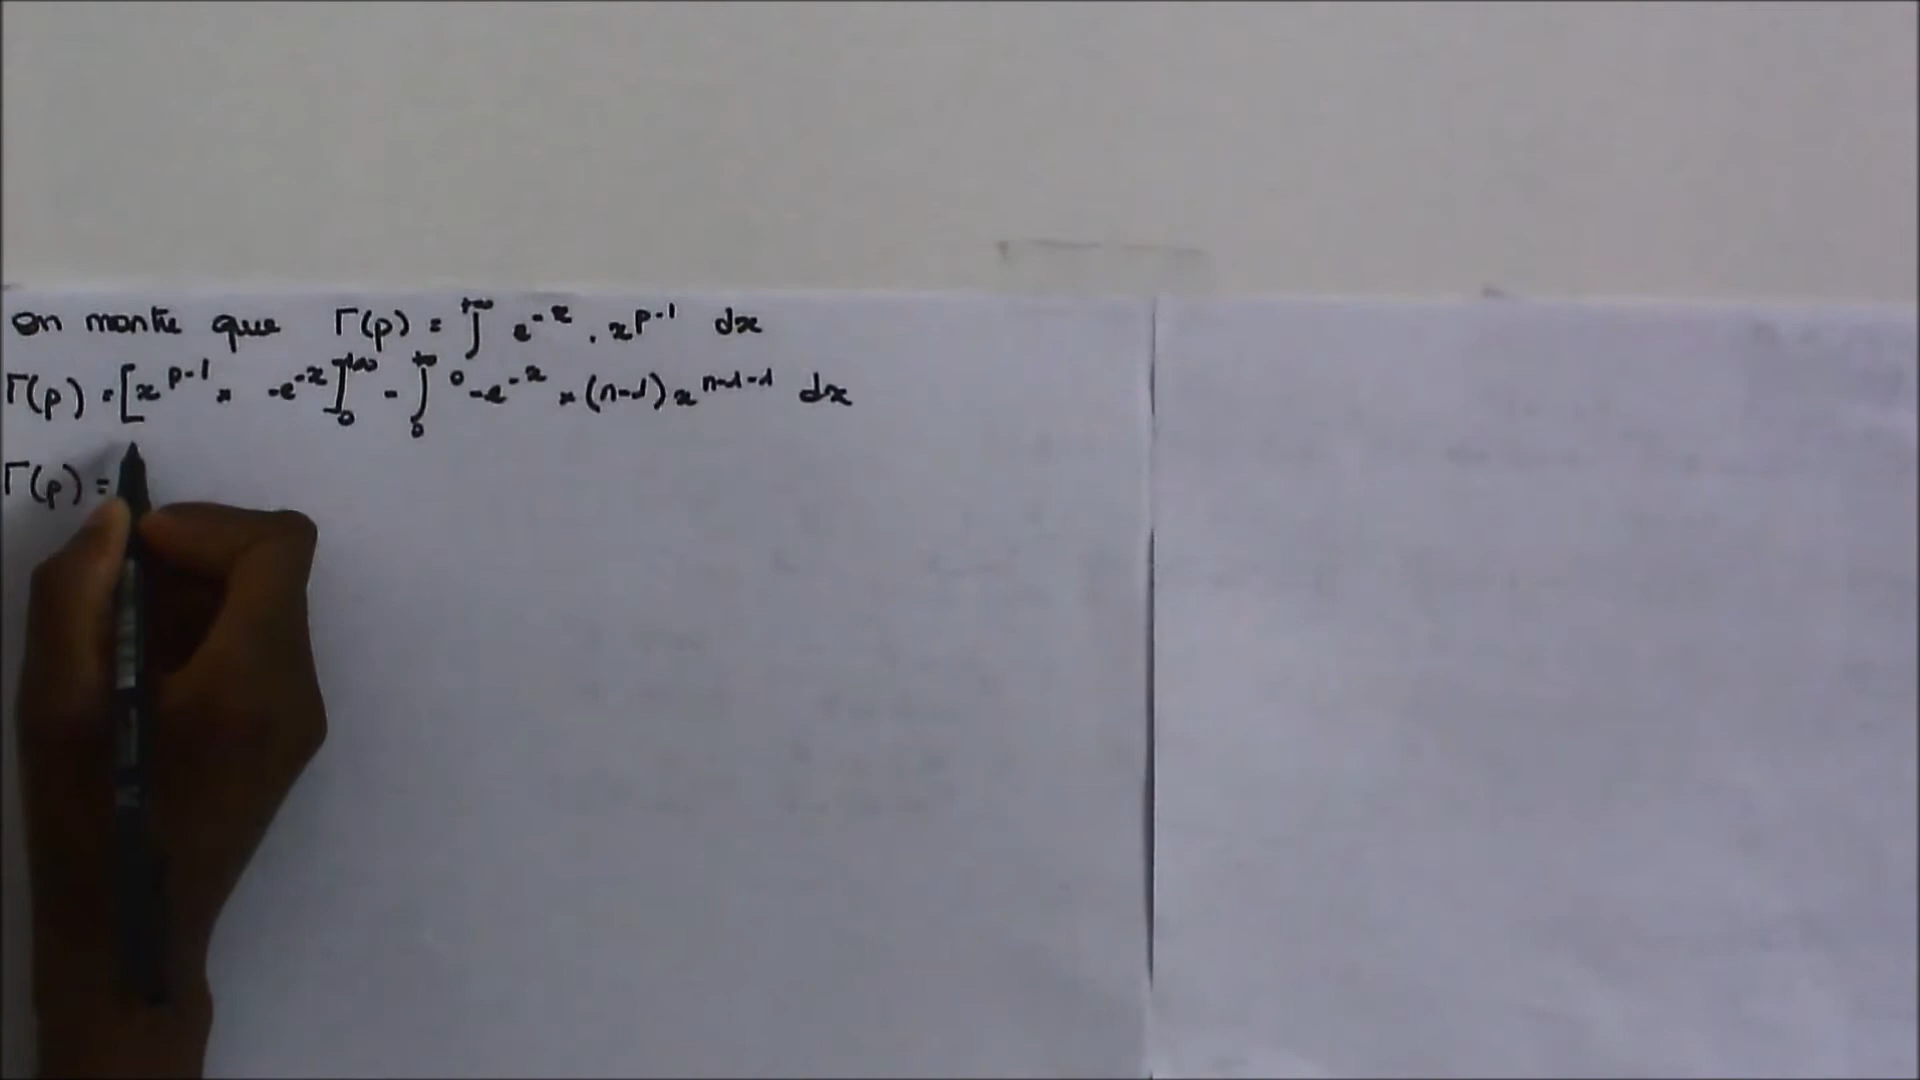 on montre que Γ(p) = ∫₀^{+∞} e^{-x} . x^{p-1} dx
Γ(p) = [x^{p-1} × -e^{-x}]₀^{+∞} - ∫₀^{+∞} -e^{-x} × (n-1) x^{n-1-1} dx
Γ(p) =